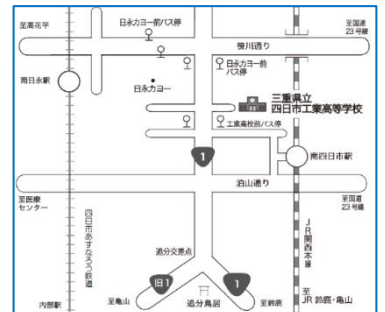 至高花平
日永カヨー前バス停
至国道
23号線
笹川通り
南日永駅
日永カヨー前
バス停
日永カヨー
三重県立
四日市工業高等学校
工業高校前バス停
1
南四日市駅
泊山通り
至医療
センター
至国道
23号線
四日市あすなろう鉄道
JR関西本線
追分交差点
旧1
1
内部駅
至亀山
追分鳥居
至鈴鹿
至
JR 鈴鹿・亀山